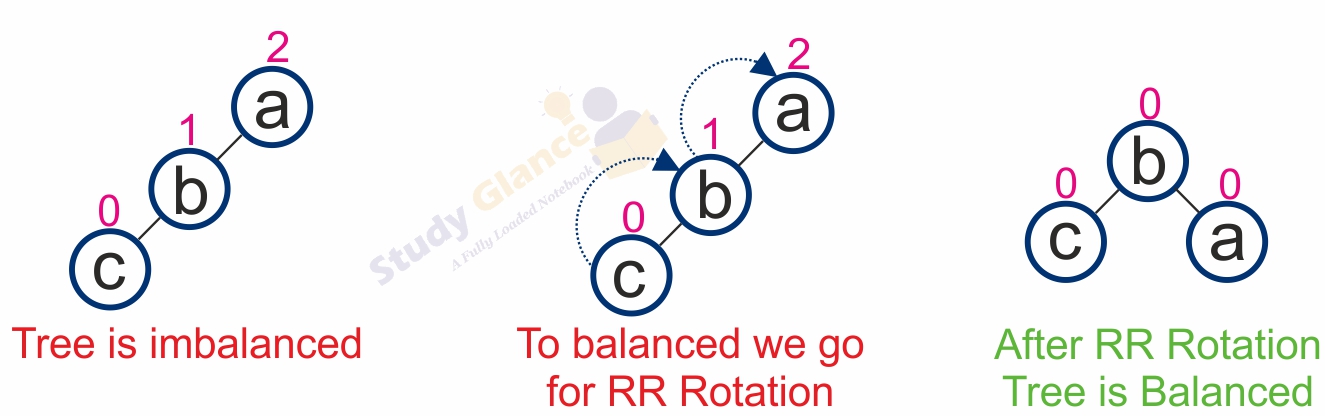 2
a
1
b
0
c
Tree is imbalanced
2
a
1
b
0
c
To balanced we go
for RR Rotation
0
b
0
c
0
a
After RR Rotation
Tree is Balanced
Study Glance
A Fully Loaded Notebook